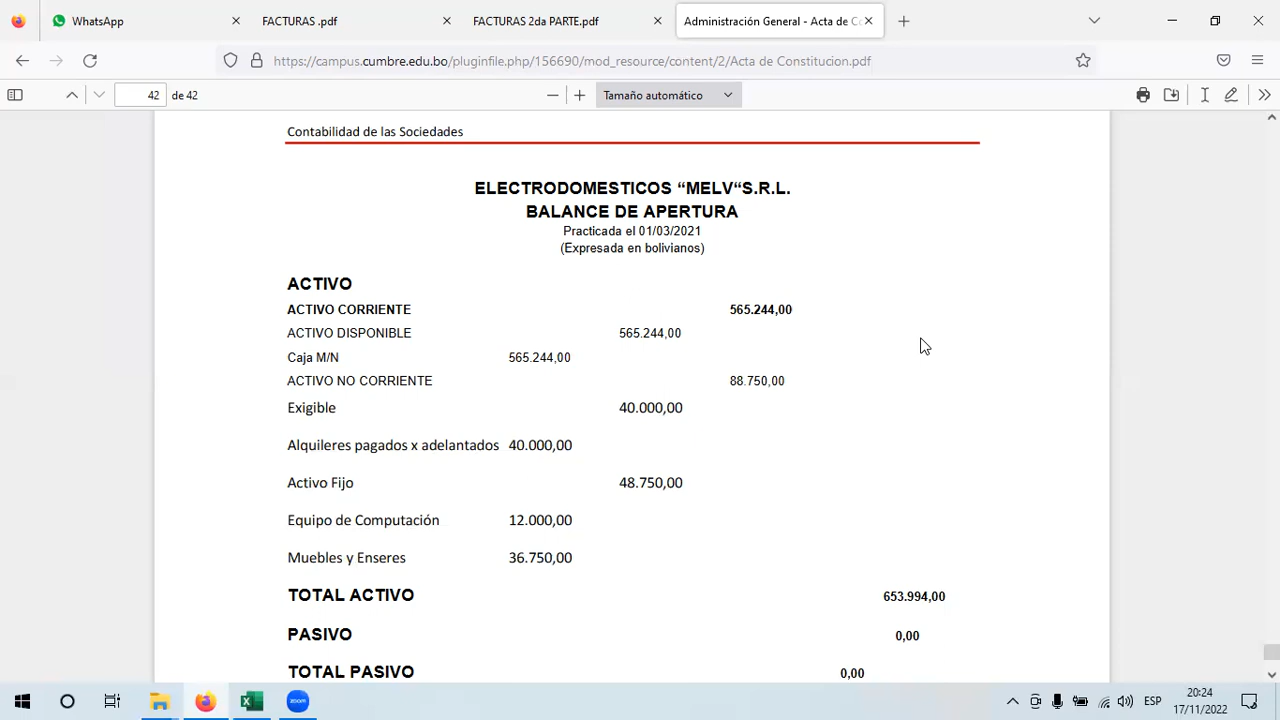 WhatsApp
FACTURAS .pdf
FACTURAS 2da PARTE.pdf
Administración General - Acta de Co
https://campus.cumbre.edu.bo/pluginfile.php/156690/mod_resource/content/2/Acta de Constitucion.pdf
42 de 42
Tamaño automático
Contabilidad de las Sociedades
ELECTRODOMESTICOS “MELV“S.R.L.
BALANCE DE APERTURA
Practicada el 01/03/2021
(Expresada en bolivianos)
ACTIVO
ACTIVO CORRIENTE 565.244,00
ACTIVO DISPONIBLE 565.244,00
Caja M/N 565.244,00
ACTIVO NO CORRIENTE 88.750,00
Exigible 40.000,00
Alquileres pagados x adelantados 40.000,00
Activo Fijo 48.750,00
Equipo de Computación 12.000,00
Muebles y Enseres 36.750,00
TOTAL ACTIVO 653.994,00
PASIVO 0,00
TOTAL PASIVO 0,00
zoom
ESP
20:24
17/11/2022